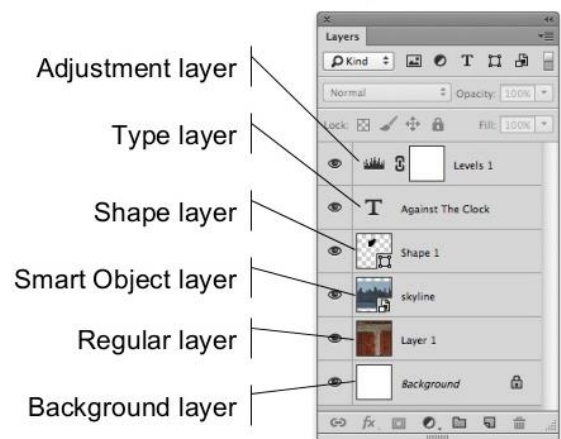 Layers
Kind
T
Normal
Opacity: 100%
Lock:
Fill: 100%
Adjustment layer
Levels 1
Type layer
T
Against The Clock
Shape layer
Shape 1
Smart Object layer
skyline
Regular layer
Layer 1
Background layer
Background
fx